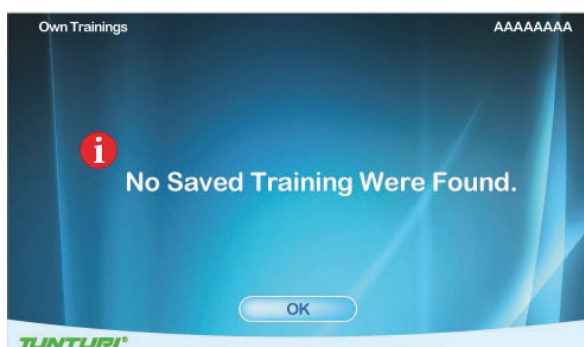 Own Trainings
AAAAAAAA
i
No Saved Training Were Found.
OK
TUNTURI®